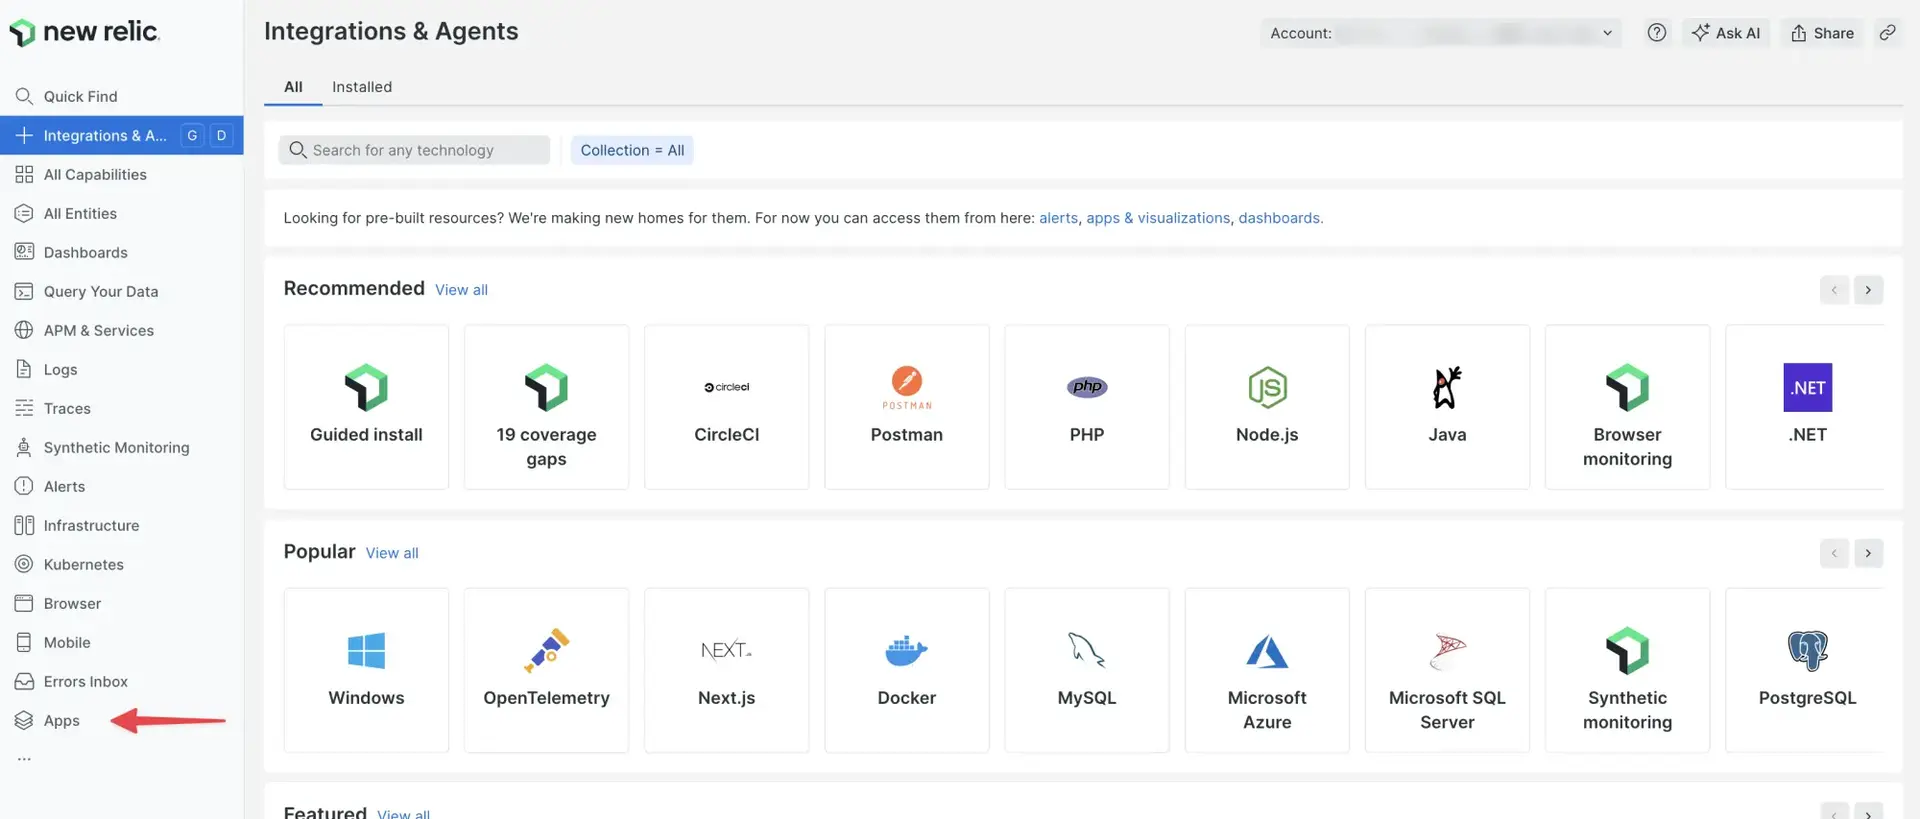 new relic
Quick Find
Integrations & A... G D
All Capabilities
All Entities
Dashboards
Query Your Data
APM & Services
Logs
Traces
Synthetic Monitoring
Alerts
Infrastructure
Kubernetes
Browser
Mobile
Errors Inbox
Apps
...
Integrations & Agents
Account:
Ask AI
Share
All Installed
Search for any technology
Collection = All
Looking for pre-built resources? We're making new homes for them. For now you can access them from here: alerts, apps & visualizations, dashboards.
Recommended View all
Guided install
19 coverage
gaps
circleci
CircleCI
POSTMAN
Postman
php
PHP
JS
Node.js
Java
Browser
monitoring
.NET
.NET
Popular View all
Windows
OpenTelemetry
NEXT.js
Next.js
Docker
MySQL
Microsoft
Azure
Microsoft SQL
Server
Synthetic
monitoring
PostgreSQL
Featured View all